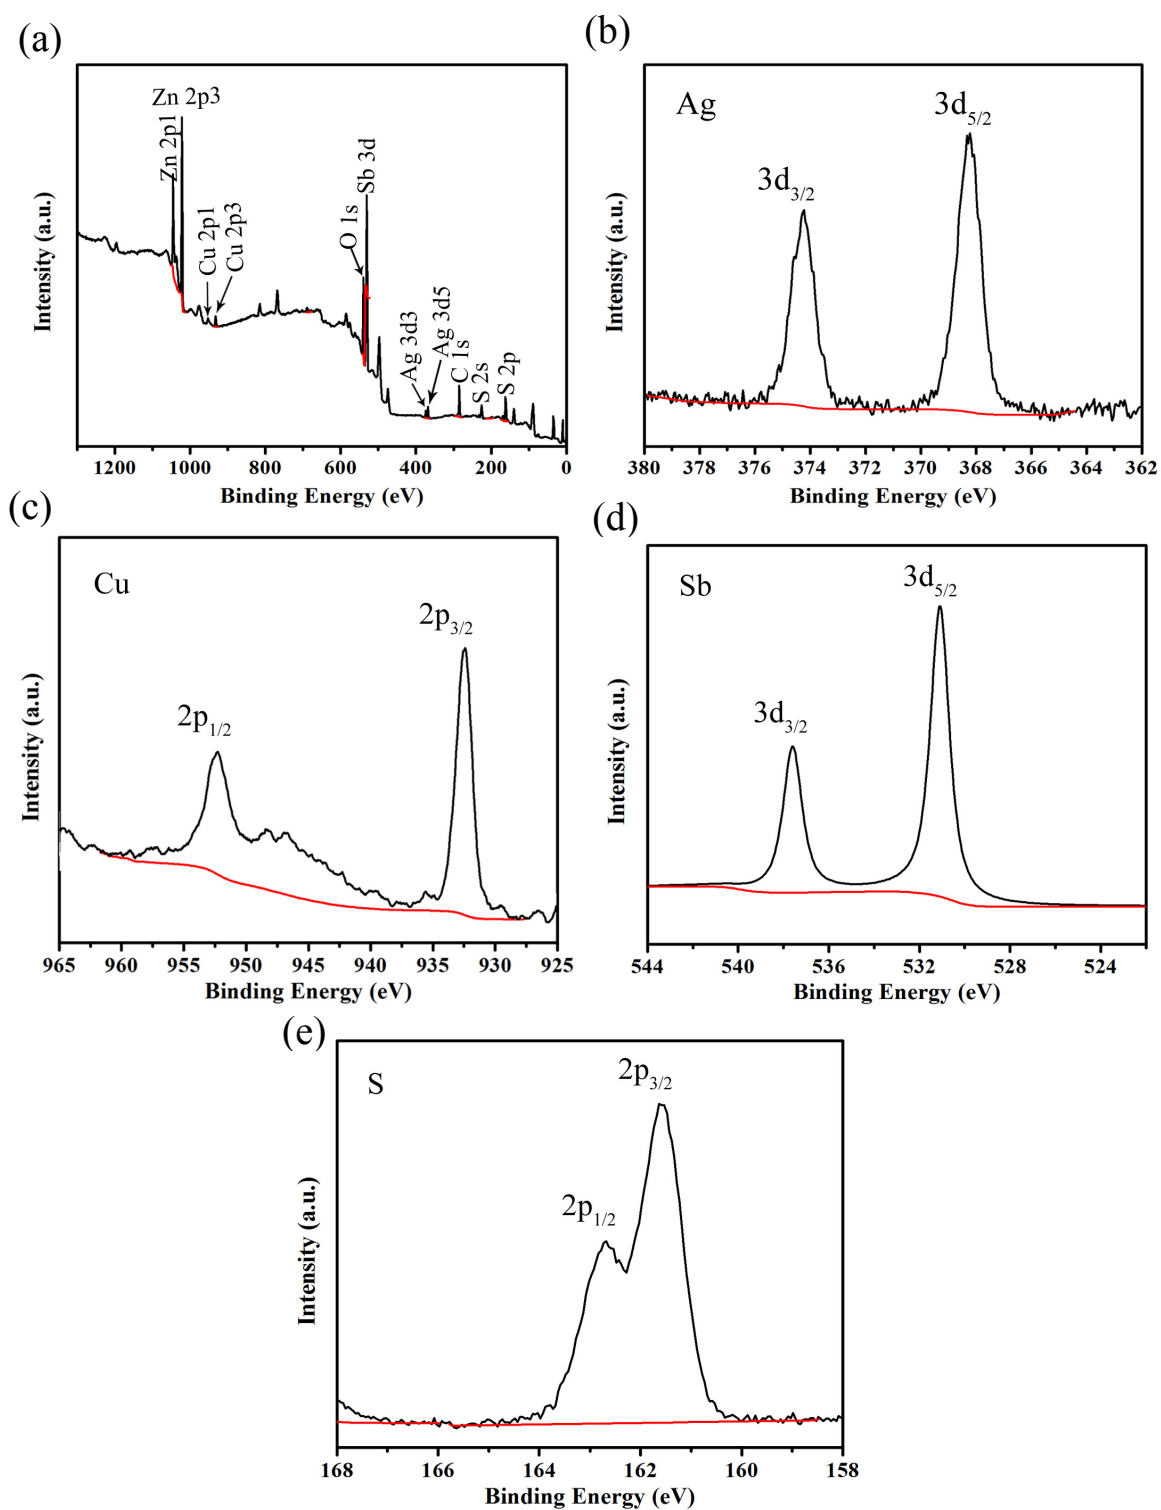 (a)
Zn 2p3
Zn 2p1
Cu 2p1
Cu 2p3
O 1s
Sb 3d
Ag 3d3
Ag 3d5
C 1s
S 2s
S 2p
Intensity (a.u.)
1200 1000 800 600 400 200 0
Binding Energy (eV)
(b)
Ag
3d3/2
3d5/2
Intensity (a.u.)
380 378 376 374 372 370 368 366 364 362
Binding Energy (eV)
(c)
Cu
2p1/2
2p3/2
Intensity (a.u.)
965 960 955 950 945 940 935 930 925
Binding Energy (eV)
(d)
Sb
3d3/2
3d5/2
Intensity (a.u.)
544 540 536 531 528 524
Binding Energy (eV)
(e)
S
2p1/2
2p3/2
Intensity (a.u.)
168 166 164 162 160 158
Binding Energy (eV)